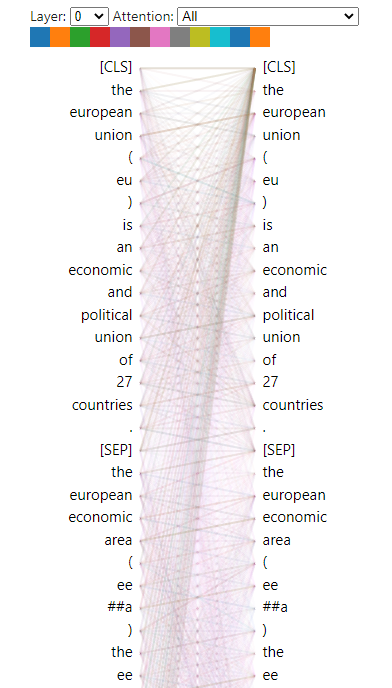 Layer: 0 Attention: All
[CLS] [CLS]
the the
european european
union union
( (
eu eu
) )
is is
an an
economic economic
and and
political political
union union
of of
27 27
countries countries
. .
[SEP] [SEP]
the the
european european
economic economic
area area
( (
ee ee
##a ##a
) )
the the
ee ee